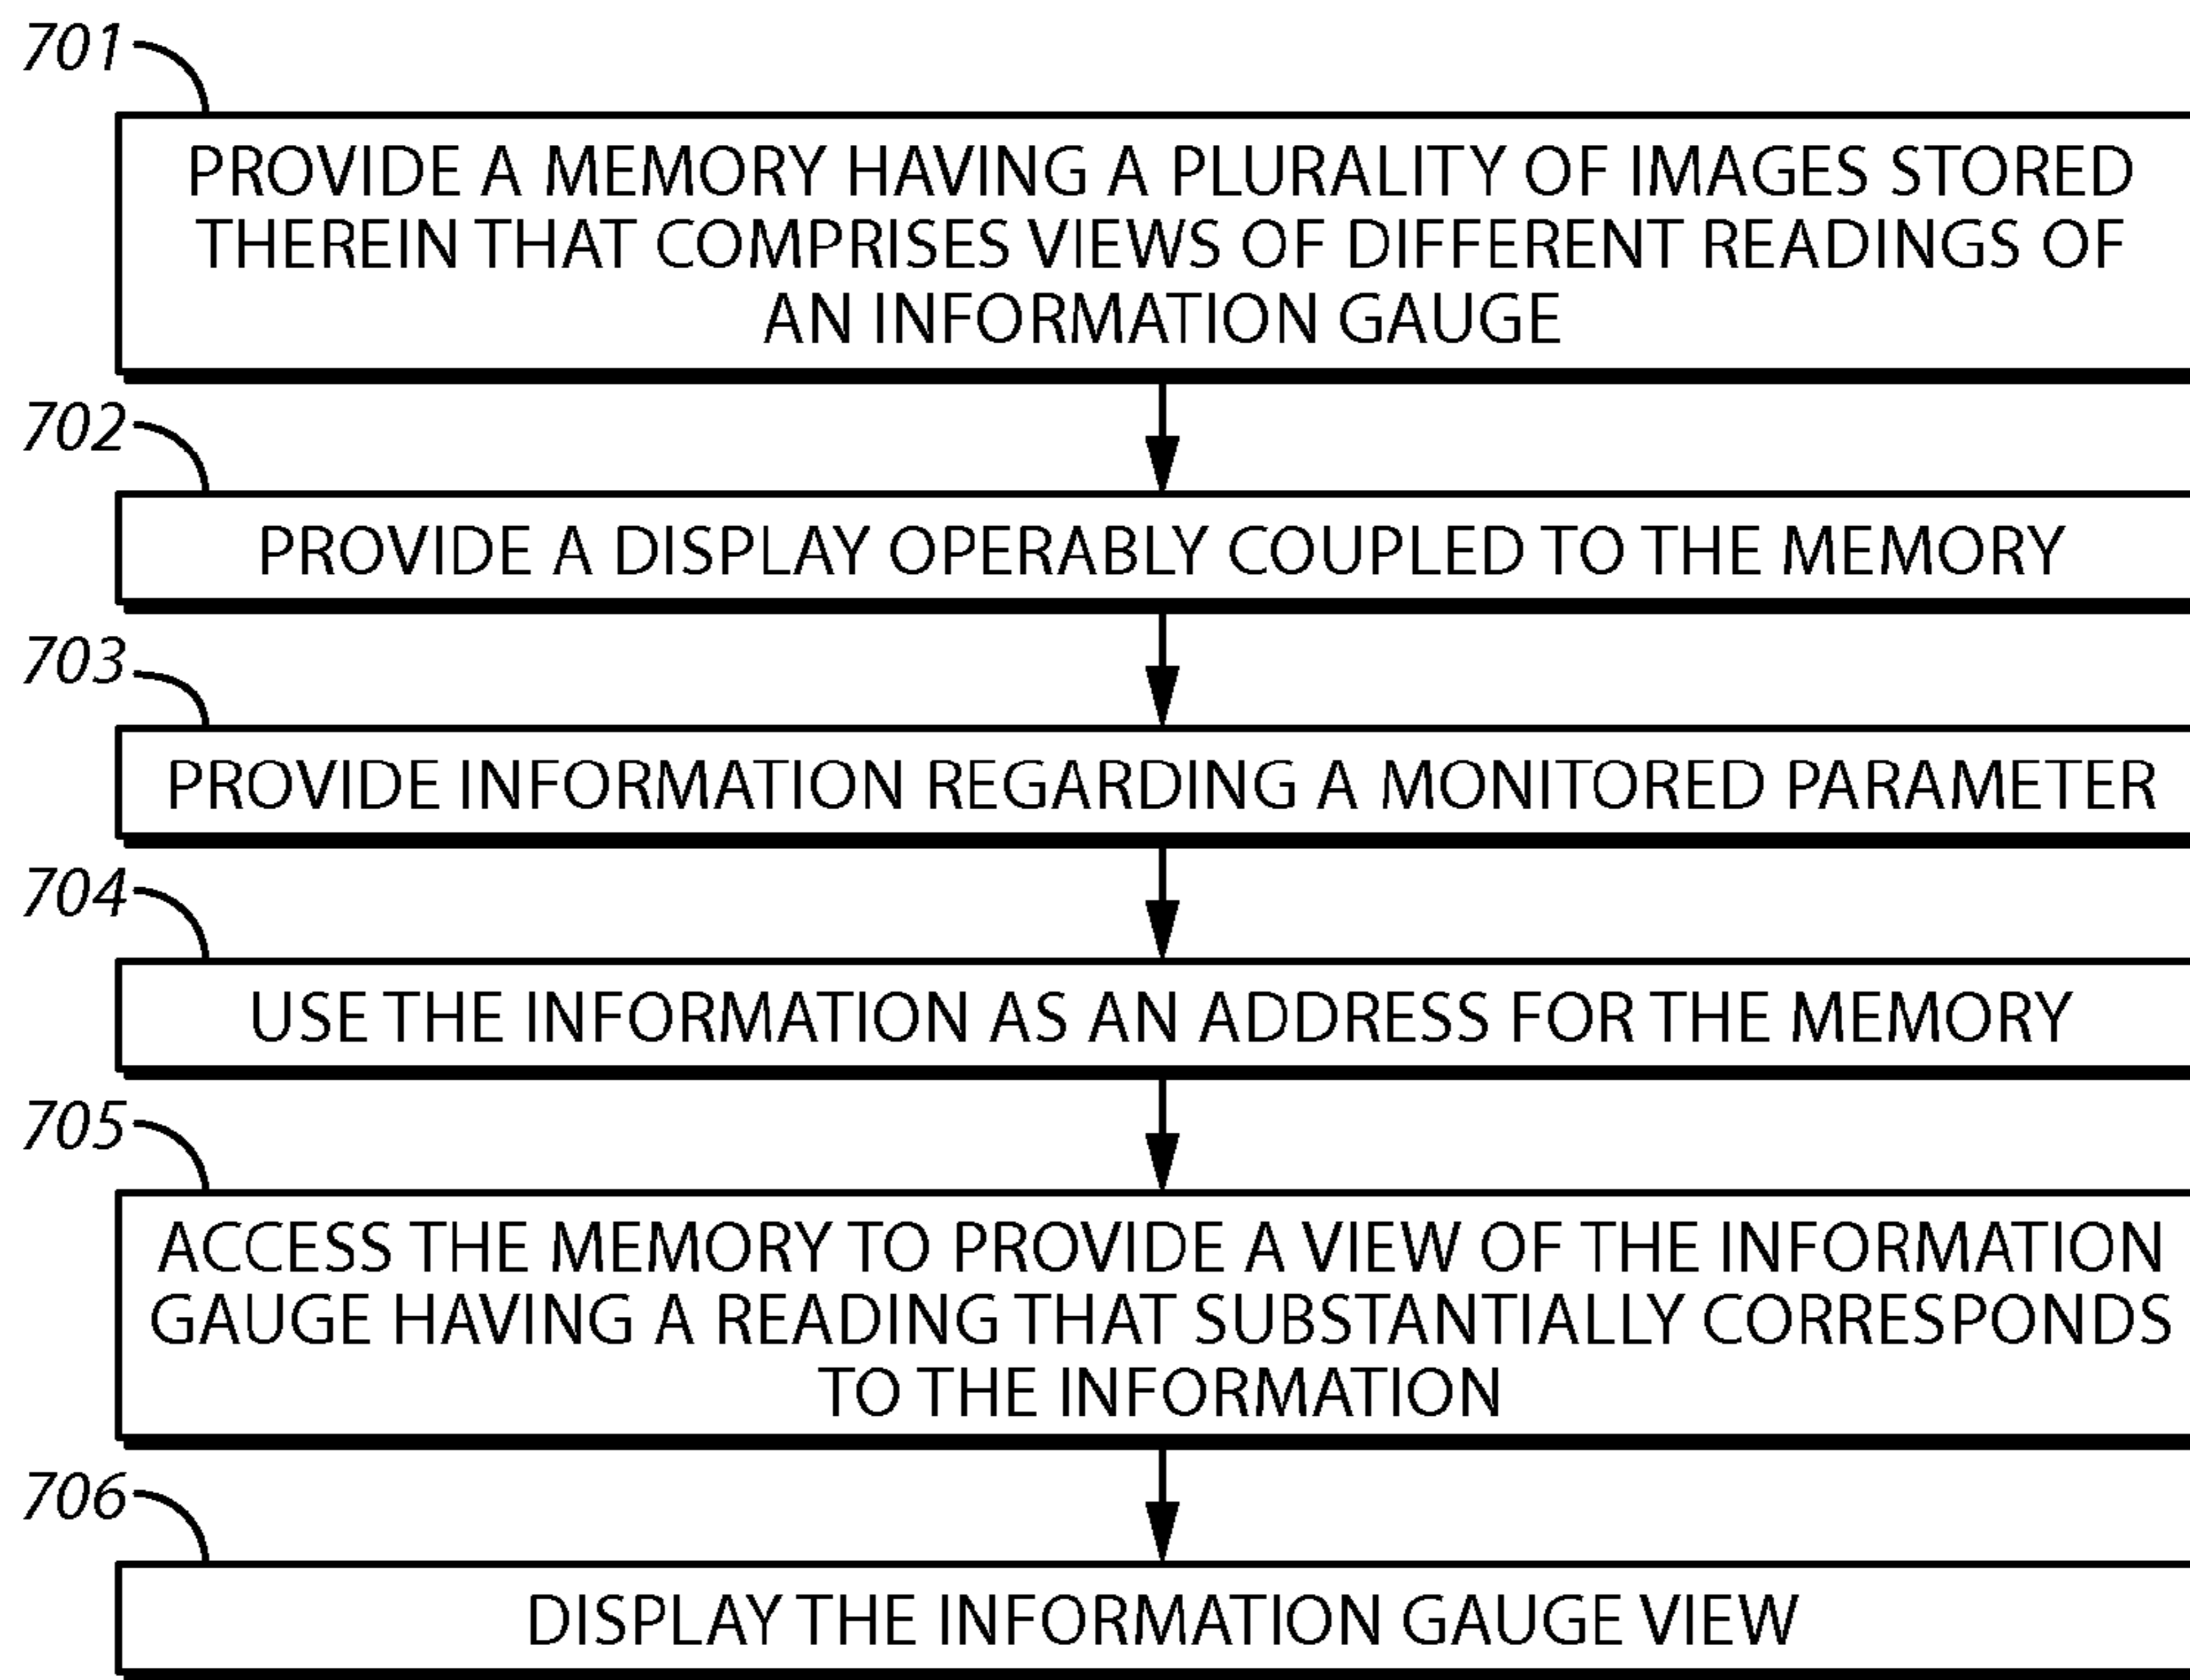 701
PROVIDE A MEMORY HAVING A PLURALITY OF IMAGES STORED
THEREIN THAT COMPRISES VIEWS OF DIFFERENT READINGS OF
AN INFORMATION GAUGE
702
PROVIDE A DISPLAY OPERABLY COUPLED TO THE MEMORY
703
PROVIDE INFORMATION REGARDING A MONITORED PARAMETER
704
USE THE INFORMATION AS AN ADDRESS FOR THE MEMORY
705
ACCESS THE MEMORY TO PROVIDE A VIEW OF THE INFORMATION
GAUGE HAVING A READING THAT SUBSTANTIALLY CORRESPONDS
TO THE INFORMATION
706
DISPLAY THE INFORMATION GAUGE VIEW